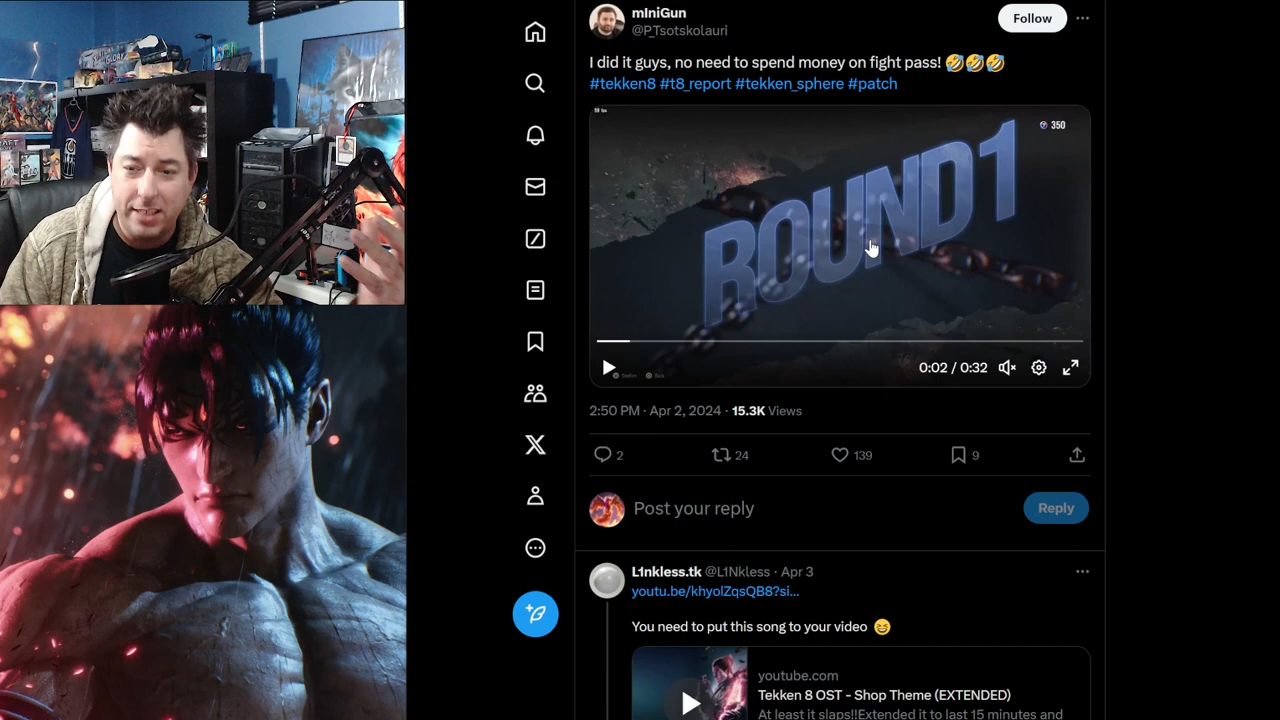 mIniGun
@P_Tsotskolauri
Follow
I did it guys, no need to spend money on fight pass! 🤣🤣🤣
#tekken8 #t8_report #tekken_sphere #patch
350
ROUND1
0:02 / 0:32
2:50 PM · Apr 2, 2024 · 15.3K Views
2
24
139
9
Post your reply
Reply
L1nkless.tk @L1Nkless · Apr 3
youtu.be/khyolZqsQB8?si...
You need to put this song to your video 😆
youtube.com
Tekken 8 OST - Shop Theme (EXTENDED)
At least it slaps!!Extended it to last 15 minutes and